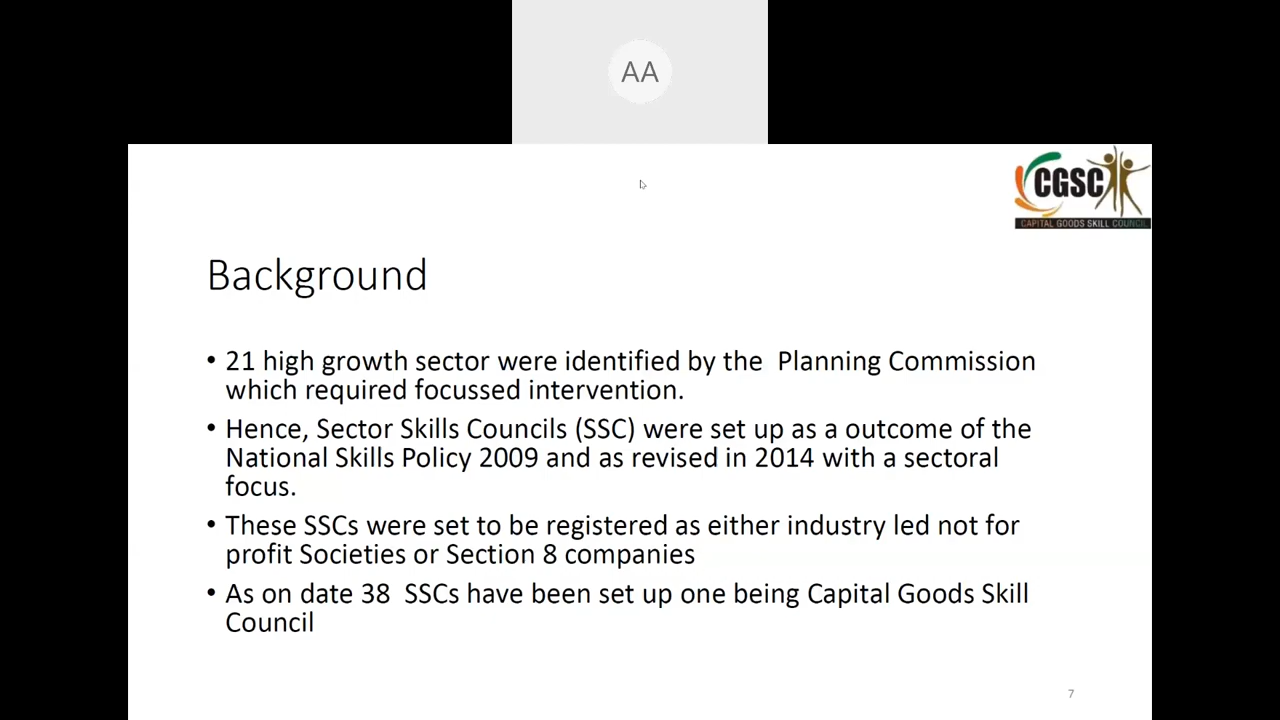 AA
CGSC
CAPITAL GOODS SKILL COUNCIL
Background
• 21 high growth sector were identified by the  Planning Commission
which required focussed intervention.
• Hence, Sector Skills Councils (SSC) were set up as a outcome of the
National Skills Policy 2009 and as revised in 2014 with a sectoral
focus.
• These SSCs were set to be registered as either industry led not for
profit Societies or Section 8 companies
• As on date 38  SSCs have been set up one being Capital Goods Skill
Council
7